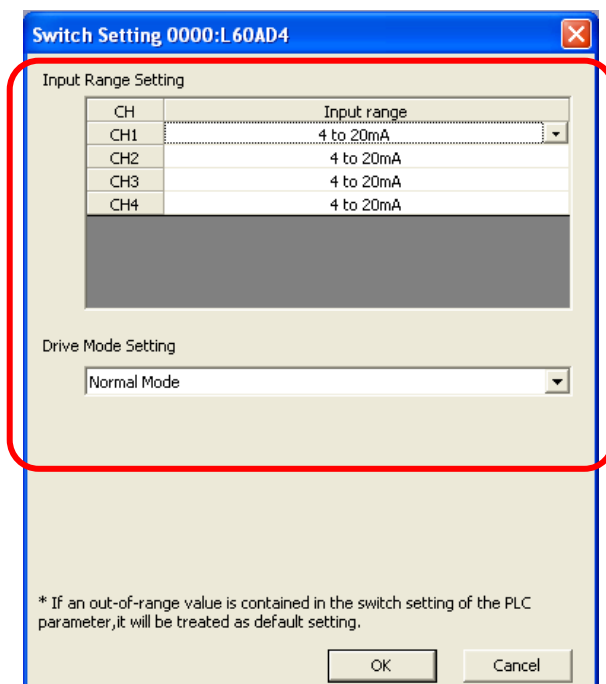 Switch Setting 0000:L60AD4
Input Range Setting
CH Input range
CH1 4 to 20mA
CH2 4 to 20mA
CH3 4 to 20mA
CH4 4 to 20mA
Drive Mode Setting
Normal Mode
* If an out-of-range value is contained in the switch setting of the PLC
parameter,it will be treated as default setting.
OK Cancel